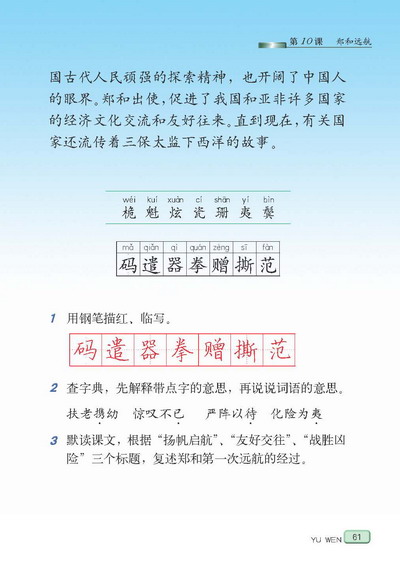 第10课 郑和远航
国古代人民顽强的探索精神，也开阔了中国人
的眼界。郑和出使，促进了我国和亚非许多国家
的经济文化交流和友好往来。直到现在，有关国
家还流传着三保太监下西洋的故事。
wéi kuí xuàn cí shān yí bìn
桅 魁 炫 瓷 珊 夷 鬓
mǎ qiǎn qì quán zèng sī fàn
码 遣 器 拳 赠 撕 范
1 用钢笔描红、临写。
码 遣 器 拳 赠 撕 范
2 查字典，先解释带点字的意思，再说说词语的意思。
扶老携幼 惊叹不已 严阵以待 化险为夷
3 默读课文，根据“扬帆启航”、“友好交往”、“战胜凶
险”三个标题，复述郑和第一次远航的经过。
YU WEN 61